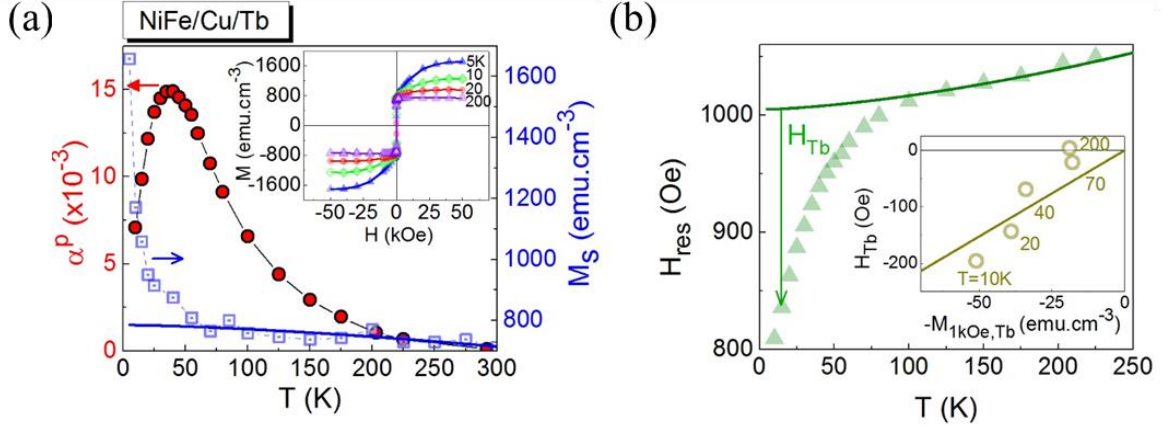 (a)
NiFe/Cu/Tb
15
10
5
0
αᵖ (x10⁻³)
0 50 100 150 200 250 300
T (K)
1600
1400
1200
1000
800
M_S (emu.cm⁻³)
1600
800
0
-800
-1600
M (emu.cm⁻³)
-50 -25 0 25 50
H (kOe)
5K
10
20
200
(b)
1000
900
800
H_res (Oe)
0 50 100 150 200 250
T (K)
H_Tb
0
-100
-200
H_Tb (Oe)
200
70
40
20
T=10K
-50 -25 0
-M_1kOe,Tb (emu.cm⁻³)